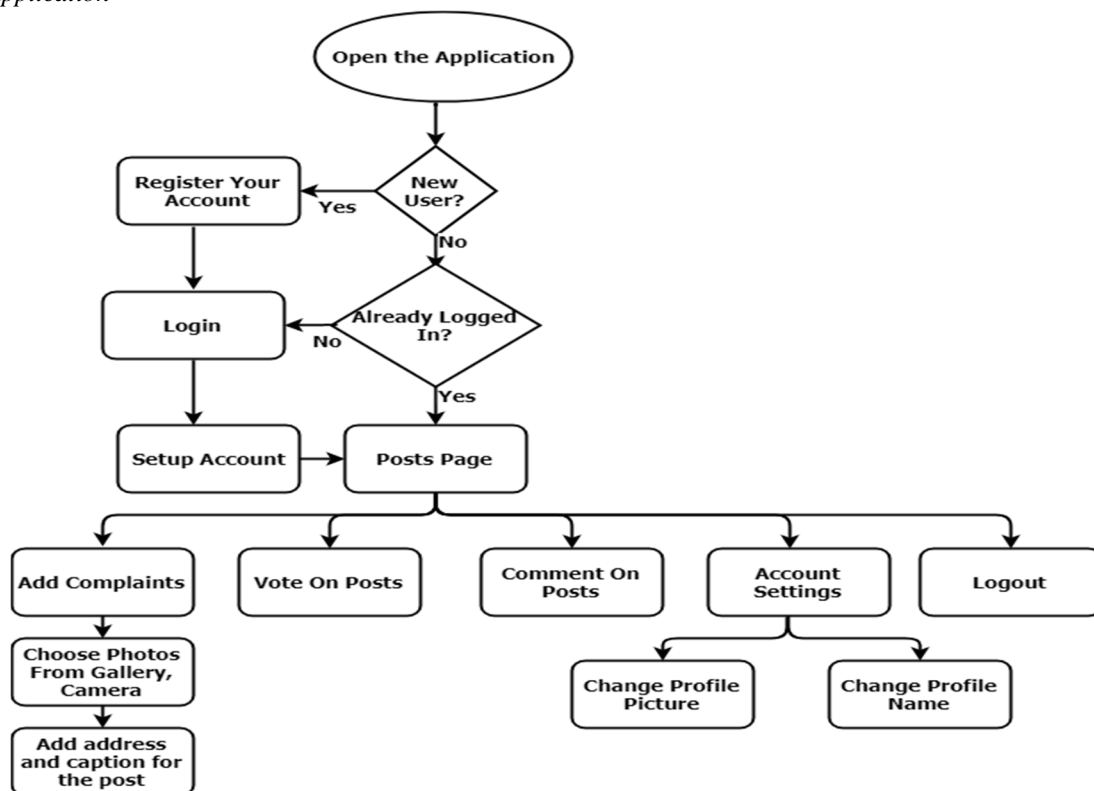 Application
Open the Application
New
User?
Yes
Register Your
Account
No
Already Logged
In?
No
Login
Yes
Setup Account
Posts Page
Add Complaints
Vote On Posts
Comment On
Posts
Account
Settings
Logout
Choose Photos
From Gallery,
Camera
Change Profile
Picture
Change Profile
Name
Add address
and caption for
the post